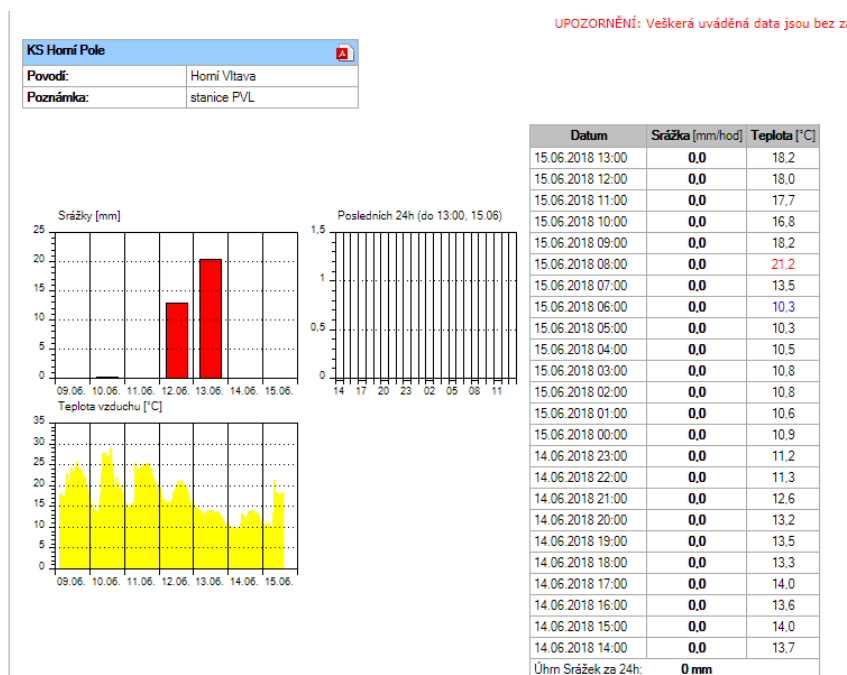 UPOZORNĚNÍ: Veškerá uváděná data jsou bez
KS Horní Pole
Povodí: Horní Vltava
Poznámka: stanice PVL
Srážky [mm]
25
20
15
10
5
0
09.06. 10.06. 11.06. 12.06. 13.06. 14.06. 15.06.
Posledních 24h (do 13:00, 15.06)
1.5
1
0.5
0
14 17 20 23 02 05 08 11
Teplota vzduchu [°C]
35
30
25
20
15
10
5
0
09.06. 10.06. 11.06. 12.06. 13.06. 14.06. 15.06.
Datum Srážka [mm/hod] Teplota [°C]
15.06.2018 13:00 0,0 18,2
15.06.2018 12:00 0,0 18,0
15.06.2018 11:00 0,0 17,7
15.06.2018 10:00 0,0 16,8
15.06.2018 09:00 0,0 18,2
15.06.2018 08:00 0,0 21,2
15.06.2018 07:00 0,0 13,5
15.06.2018 06:00 0,0 10,3
15.06.2018 05:00 0,0 10,3
15.06.2018 04:00 0,0 10,5
15.06.2018 03:00 0,0 10,8
15.06.2018 02:00 0,0 10,8
15.06.2018 01:00 0,0 10,6
15.06.2018 00:00 0,0 10,9
14.06.2018 23:00 0,0 11,2
14.06.2018 22:00 0,0 11,3
14.06.2018 21:00 0,0 12,6
14.06.2018 20:00 0,0 13,2
14.06.2018 19:00 0,0 13,5
14.06.2018 18:00 0,0 13,3
14.06.2018 17:00 0,0 14,0
14.06.2018 16:00 0,0 13,6
14.06.2018 15:00 0,0 14,0
14.06.2018 14:00 0,0 13,7
Úhrn Srážek za 24h: 0 mm